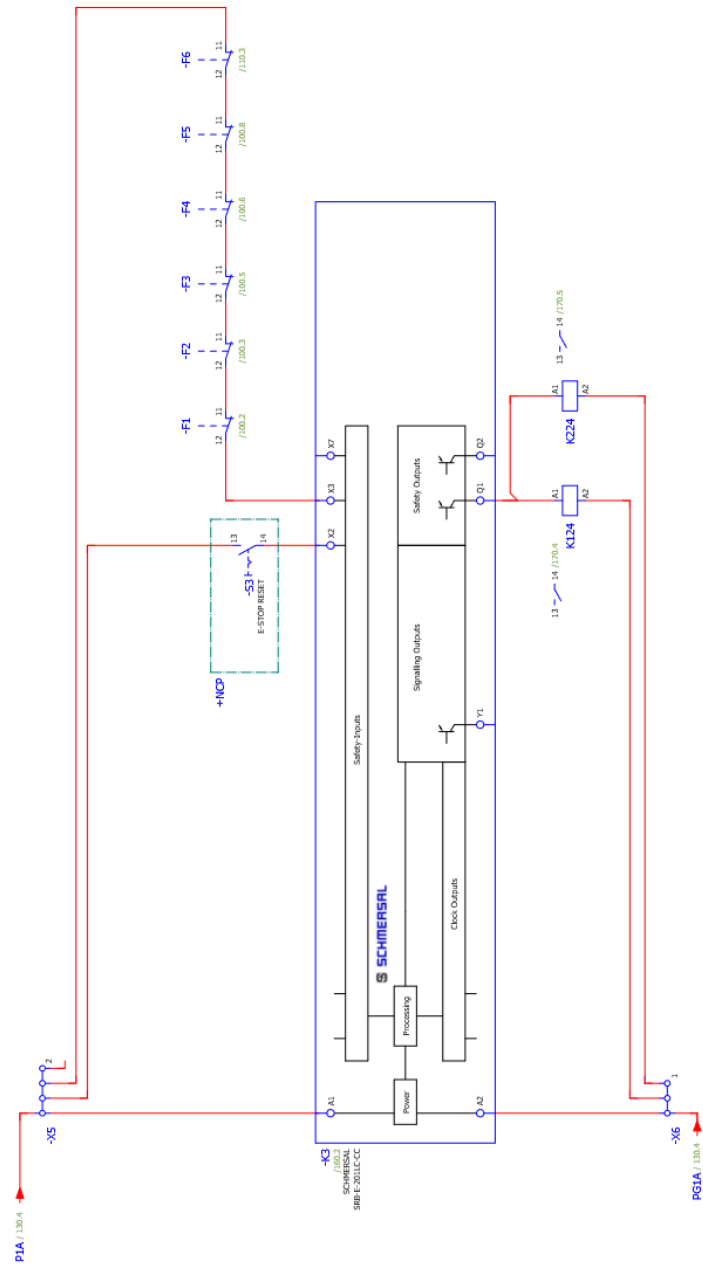 -F6
11
12
/110.3
-F5
11
12
/100.8
-F4
11
12
/100.6
-F3
11
12
/100.5
-F2
11
12
/100.3
-F1
11
12
/100.2
+NCP
-S3
E-STOP RESET
13
14
X2
X3
X7
Safety-Inputs
SCHMERSAL
Power
Processing
Clock Outputs
Signalling Outputs
Safety Outputs
A1
A2
Y1
Q1
Q2
-K3
/160.2
SCHMERSAL
SRB-E-201LC-CC
13
14 /170.4
13
14 /170.5
A1
A2
K124
A1
A2
K224
-X5
2
P1A / 130.4
-X6
1
PG1A / 130.4